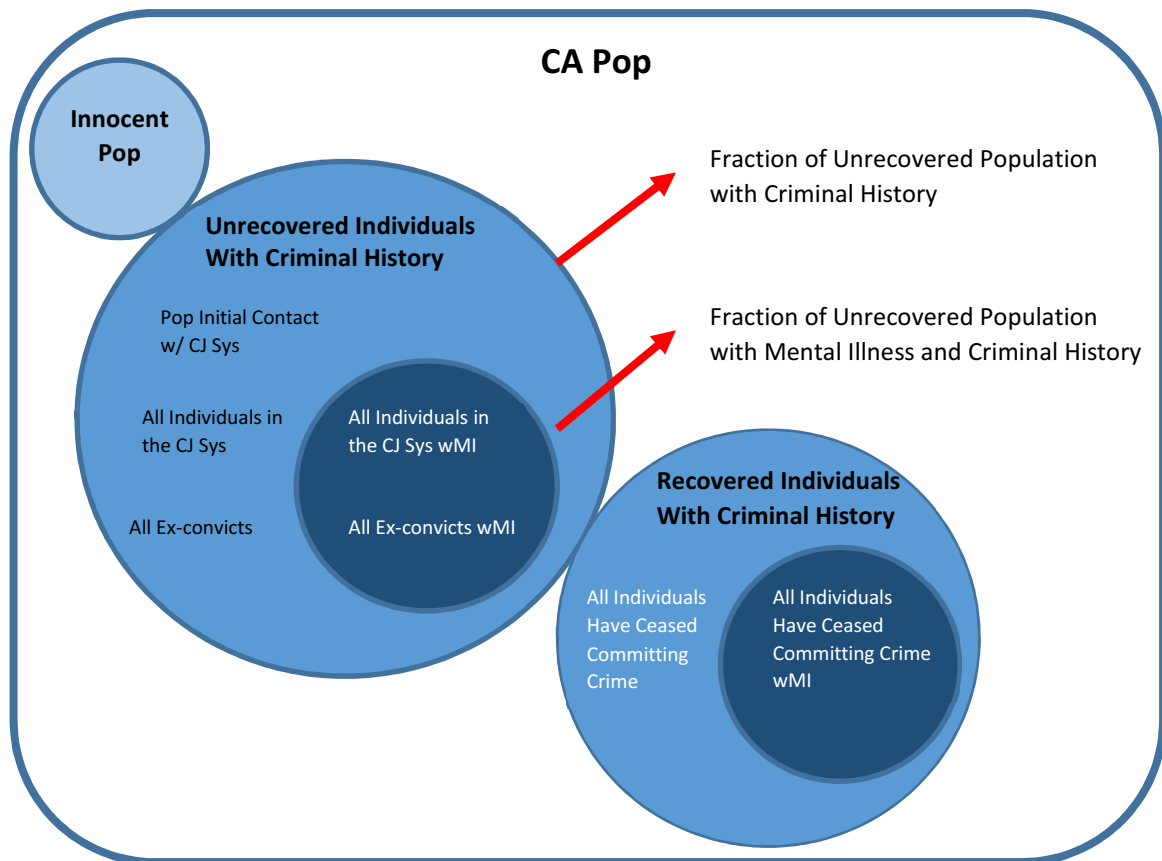 CA Pop
Innocent
Pop
Fraction of Unrecovered Population
with Criminal History
Unrecovered Individuals
With Criminal History
Pop Initial Contact
w/ CJ Sys
Fraction of Unrecovered Population
with Mental Illness and Criminal History
All Individuals in
the CJ Sys
All Individuals in
the CJ Sys wMI
All Ex-convicts
All Ex-convicts wMI
Recovered Individuals
With Criminal History
All Individuals
Have Ceased
Committing
Crime
All Individuals
Have Ceased
Committing Crime
wMI